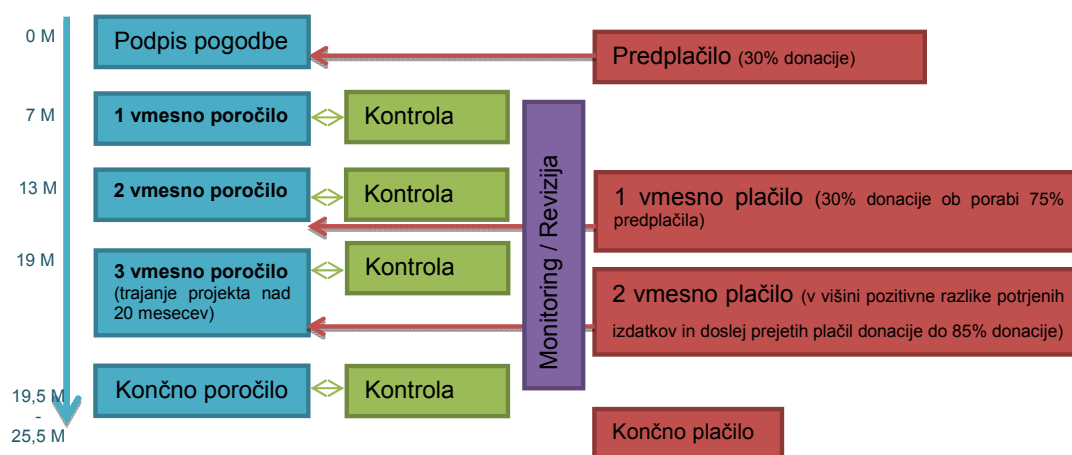 0 M
Podpis pogodbe
Predplačilo (30% donacije)
7 M
1 vmesno poročilo
Kontrola
Monitoring / Revizija
13 M
2 vmesno poročilo
Kontrola
1 vmesno plačilo (30% donacije ob porabi 75%
predplačila)
19 M
3 vmesno poročilo
(trajanje projekta nad
20 mesecev)
Kontrola
2 vmesno plačilo (v višini pozitivne razlike potrjenih
izdatkov in doslej prejetih plačil donacije do 85% donacije)
19,5 M
-
25,5 M
Končno poročilo
Kontrola
Končno plačilo